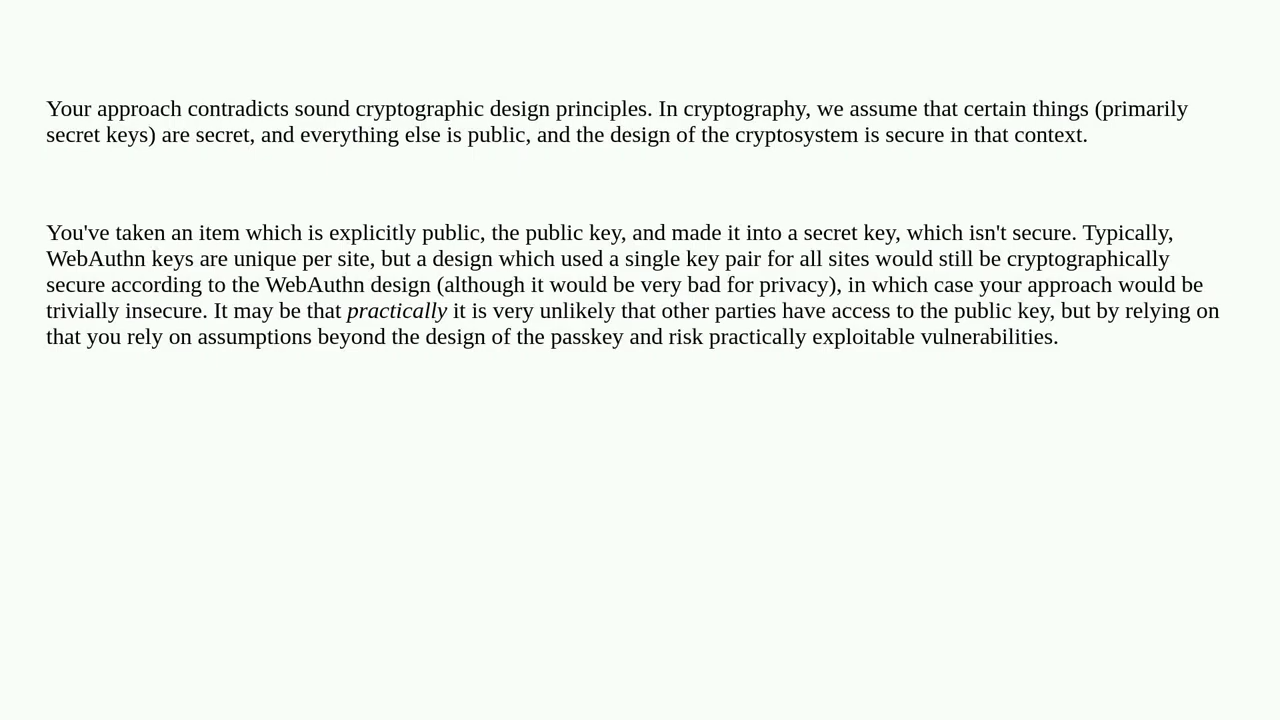 Your approach contradicts sound cryptographic design principles. In cryptography, we assume that certain things (primarily
secret keys) are secret, and everything else is public, and the design of the cryptosystem is secure in that context.
You've taken an item which is explicitly public, the public key, and made it into a secret key, which isn't secure. Typically,
WebAuthn keys are unique per site, but a design which used a single key pair for all sites would still be cryptographically
secure according to the WebAuthn design (although it would be very bad for privacy), in which case your approach would be
trivially insecure. It may be that practically it is very unlikely that other parties have access to the public key, but by relying on
that you rely on assumptions beyond the design of the passkey and risk practically exploitable vulnerabilities.